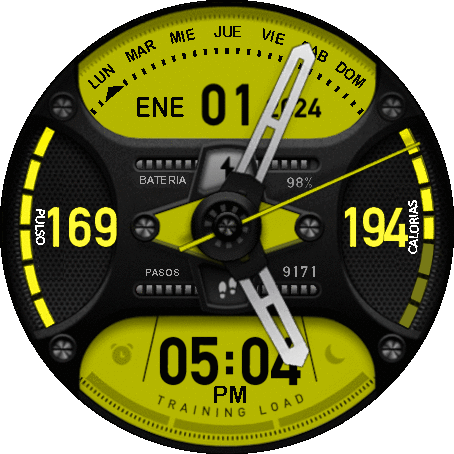 LUN MAR MIE JUE VIE SAB DOM
ENE 01 2024
BATERIA 98%
PULSO 169
194 CALORIAS
PASOS 9171
05:04
PM
TRAINING LOAD